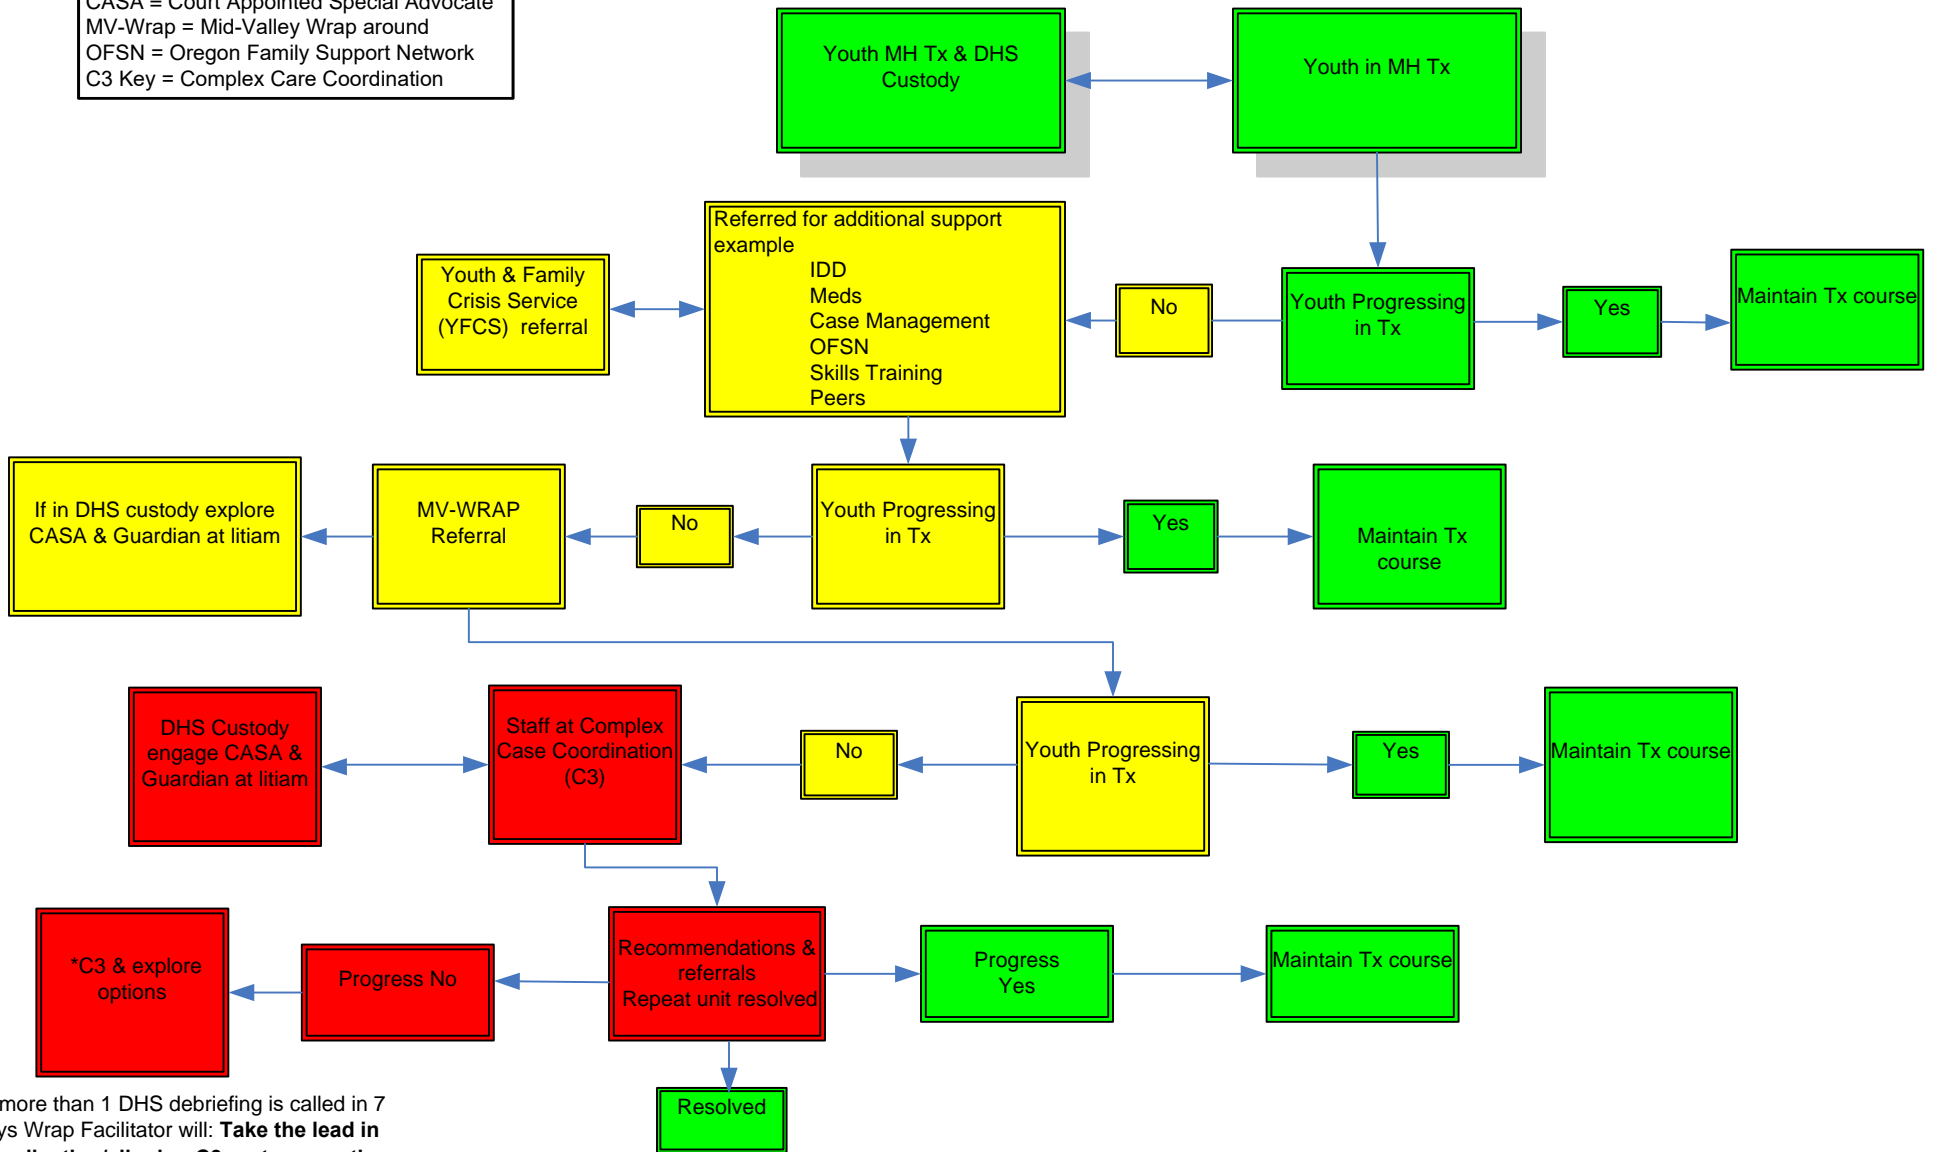 CASA = Court Appointed Special Advocate
MV-Wrap = Mid-Valley Wrap around
OFSN = Oregon Family Support Network
C3 Key = Complex Care Coordination
Youth MH Tx & DHS
Custody
Youth in MH Tx
Referred for additional support
example
IDD
Meds
Case Management
OFSN
Skills Training
Peers
Youth & Family
Crisis Service
(YFCS) referral
No
Youth Progressing
in Tx
Yes
Maintain Tx course
If in DHS custody explore
CASA & Guardian at litiam
MV-WRAP
Referral
No
Youth Progressing
in Tx
Yes
Maintain Tx
course
DHS Custody
engage CASA &
Guardian at litiam
Staff at Complex
Case Coordination
(C3)
No
Youth Progressing
in Tx
Yes
Maintain Tx course
*C3 & explore
options
Progress No
Recommendations &
referrals
Repeat unit resolved
Progress
Yes
Maintain Tx course
Resolved
more than 1 DHS debriefing is called in 7
ys Wrap Facilitator will: Take the lead in